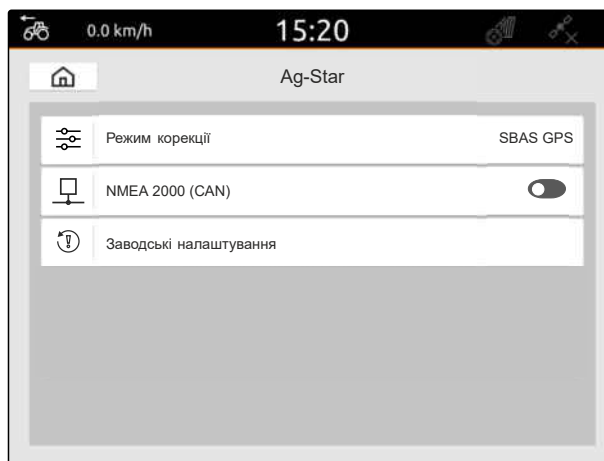 0.0 km/h 15:20
Ag-Star
Режим корекції SBAS GPS
NMEA 2000 (CAN)
Заводські налаштування